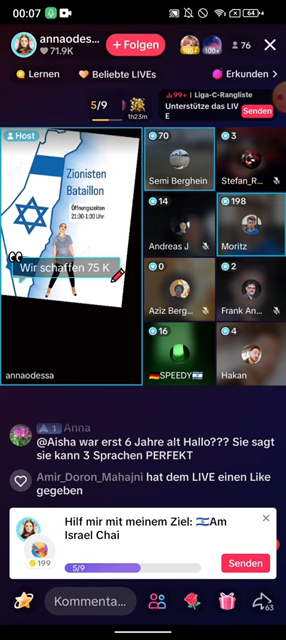 00:07
64
annaodes...
71.9K
+ Folgen
100+
76
Lernen
Beliebte LIVEs
Erkunden
5/9
1h23m
99+ | Liga-C-Rangliste
Unterstütze das LIV
E
Senden
Host
Zionisten
Bataillon
Öffnungszeiten
21:00-1:00 Uhr
Wir schaffen 75 K
annaodessa
70
Semi Berghein
3
Stefan_R...
14
Andreas J
198
Moritz
0
Aziz Berg...
2
Frank An...
16
🇩🇪SPEEDY🇮🇱
4
Hakan
1 Anna
@Aisha war erst 6 Jahre alt Hallo??? Sie sagt
sie kann 3 Sprachen PERFEKT
Amir_Doron_Mahajni hat dem LIVE einen Like
gegeben
Hilf mir mit meinem Ziel: 🇮🇱Am
Israel Chai
199
5/9
Senden
Kommenta...
63